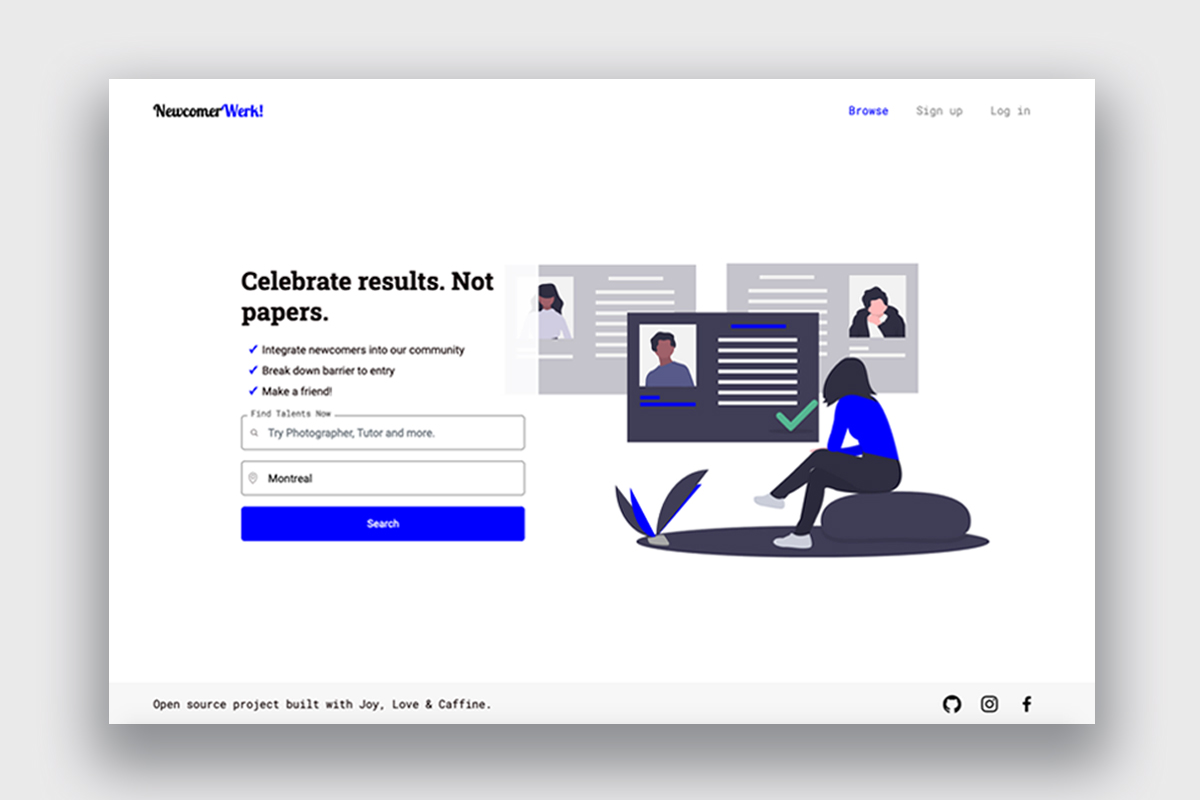 NewcomerWerk!
Browse Sign up Log in
Celebrate results. Not
papers.
✔ Integrate newcomers into our community
✔ Break down barrier to entry
✔ Make a friend!
Find Talents Now
Try Photographer, Tutor and more.
Montreal
Search
Open source project built with Joy, Love & Caffine.